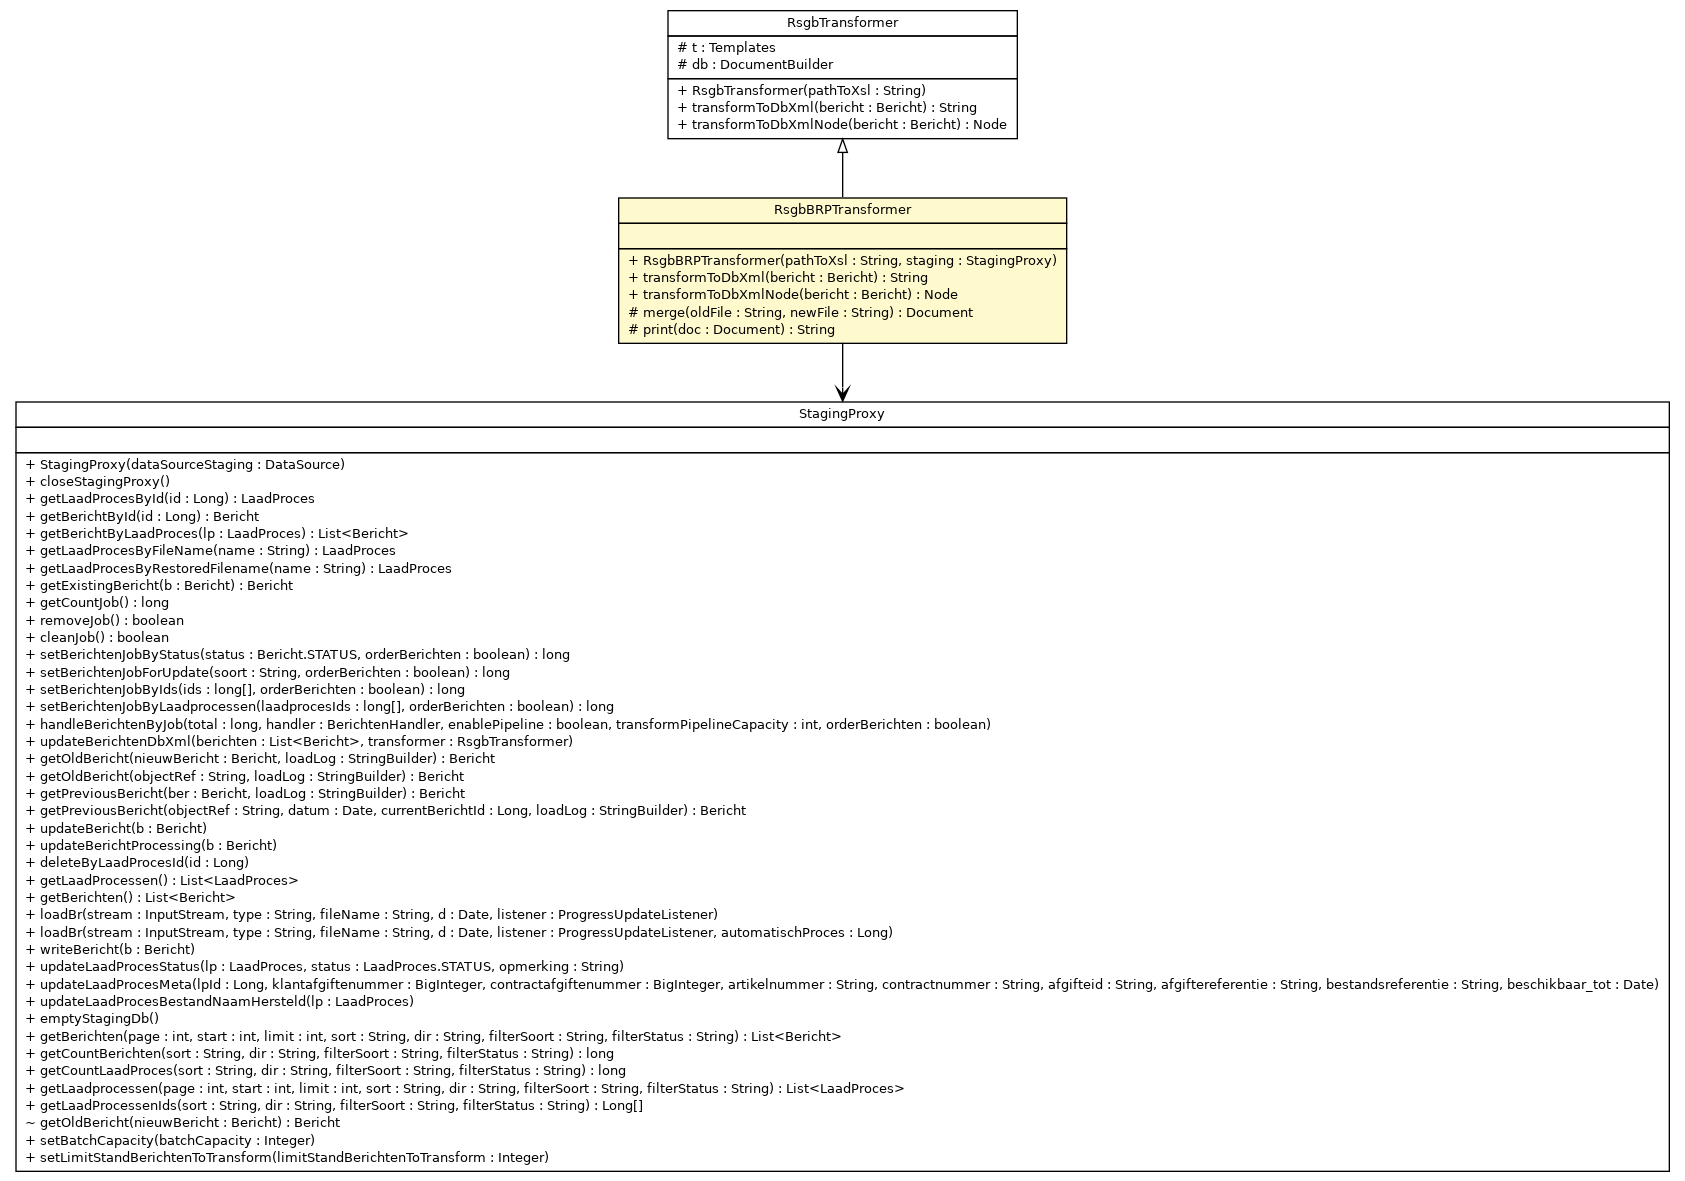 RsgbTransformer
# t : Templates
# db : DocumentBuilder
+ RsgbTransformer(pathToXsl : String)
+ transformToDbXml(bericht : Bericht) : String
+ transformToDbXmlNode(bericht : Bericht) : Node
RsgbBRPTransformer
+ RsgbBRPTransformer(pathToXsl : String, staging : StagingProxy)
+ transformToDbXml(bericht : Bericht) : String
+ transformToDbXmlNode(bericht : Bericht) : Node
# merge(oldFile : String, newFile : String) : Document
# print(doc : Document) : String
StagingProxy
+ StagingProxy(dataSourceStaging : DataSource)
+ closeStagingProxy()
+ getLaadProcesById(id : Long) : LaadProces
+ getBerichtById(id : Long) : Bericht
+ getBerichtByLaadProces(lp : LaadProces) : List<Bericht>
+ getLaadProcesByFileName(name : String) : LaadProces
+ getLaadProcesByRestoredFilename(name : String) : LaadProces
+ getExistingBericht(b : Bericht) : Bericht
+ getCountJob() : long
+ removeJob() : boolean
+ cleanJob() : boolean
+ setBerichtenJobByStatus(status : Bericht.STATUS, orderBerichten : boolean) : long
+ setBerichtenJobForUpdate(soort : String, orderBerichten : boolean) : long
+ setBerichtenJobByIds(ids : long[], orderBerichten : boolean) : long
+ setBerichtenJobByLaadprocessen(laadprocesIds : long[], orderBerichten : boolean) : long
+ handleBerichtenByJob(total : long, handler : BerichtenHandler, enablePipeline : boolean, transformPipelineCapacity : int, orderBerichten : boolean)
+ updateBerichtenDbXml(berichten : List<Bericht>, transformer : RsgbTransformer)
+ getOldBericht(nieuwBericht : Bericht, loadLog : StringBuilder) : Bericht
+ getOldBericht(objectRef : String, loadLog : StringBuilder) : Bericht
+ getPreviousBericht(ber : Bericht, loadLog : StringBuilder) : Bericht
+ getPreviousBericht(objectRef : String, datum : Date, currentBerichtId : Long, loadLog : StringBuilder) : Bericht
+ updateBericht(b : Bericht)
+ updateBerichtProcessing(b : Bericht)
+ deleteByLaadProcesId(id : Long)
+ getLaadProcessen() : List<LaadProces>
+ getBerichten() : List<Bericht>
+ loadBr(stream : InputStream, type : String, fileName : String, d : Date, listener : ProgressUpdateListener)
+ loadBr(stream : InputStream, type : String, fileName : String, d : Date, listener : ProgressUpdateListener, automatischProces : Long)
+ writeBericht(b : Bericht)
+ updateLaadProcesStatus(lp : LaadProces, status : LaadProces.STATUS, opmerking : String)
+ updateLaadProcesMeta(lpId : Long, klantafgiftenummer : BigInteger, contractafgiftenummer : BigInteger, artikelnummer : String, contractnummer : String, afgifteid : String, afgiftereferentie : String, bestandsreferentie : String, beschikbaar_tot : Date)
+ updateLaadProcesBestandNaamHersteld(lp : LaadProces)
+ emptyStagingDb()
+ getBerichten(page : int, start : int, limit : int, sort : String, dir : String, filterSoort : String, filterStatus : String) : List<Bericht>
+ getCountBerichten(sort : String, dir : String, filterSoort : String, filterStatus : String) : long
+ getCountLaadProces(sort : String, dir : String, filterSoort : String, filterStatus : String) : long
+ getLaadprocessen(page : int, start : int, limit : int, sort : String, dir : String, filterSoort : String, filterStatus : String) : List<LaadProces>
+ getLaadProcessenIds(sort : String, dir : String, filterSoort : String, filterStatus : String) : Long[]
~ getOldBericht(nieuwBericht : Bericht) : Bericht
+ setBatchCapacity(batchCapacity : Integer)
+ setLimitStandBerichtenToTransform(limitStandBerichtenToTransform : Integer)